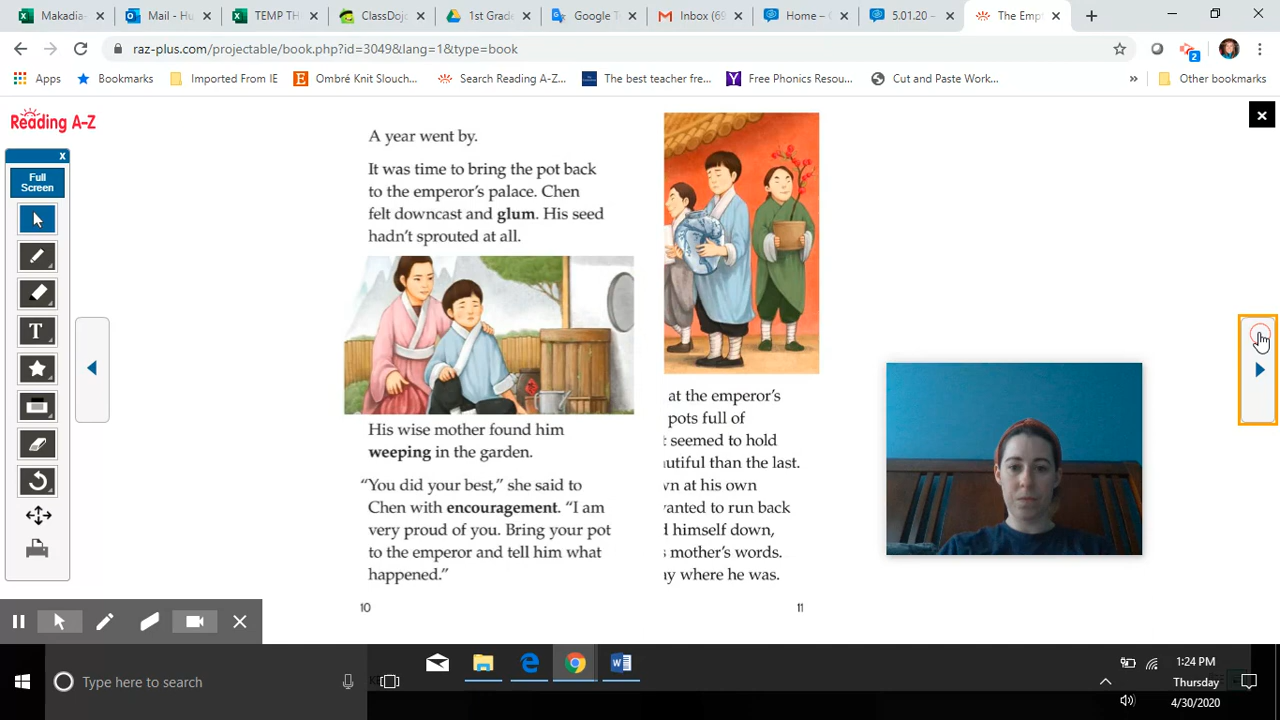 Makadia
Mail - Hu
TEMP TH
ClassDojo
1st Grade
Google T
Inbox (69
Home –
5.01.20 –
The Emp
raz-plus.com/projectable/book.php?id=3049&lang=1&type=book
2
Apps
Bookmarks
Imported From IE
Ombré Knit Slouch...
Search Reading A-Z...
The best teacher fre...
Free Phonics Resou...
Cut and Paste Work...
»
Other bookmarks
Reading A-Z
x
Full
Screen
T
A year went by.
It was time to bring the pot back
to the emperor's palace. Chen
felt downcast and glum. His seed
hadn't sprouted at all.
His wise mother found him
weeping in the garden.
"You did your best," she said to
Chen with encouragement. "I am
very proud of you. Bring your pot
to the emperor and tell him what
happened."
10
at the emperor's
pots full of
t seemed to hold
autiful than the last.
wn at his own
vanted to run back
d himself down,
s mother's words.
ay where he was.
11
Type here to search
1:24 PM
Thursday
4/30/2020